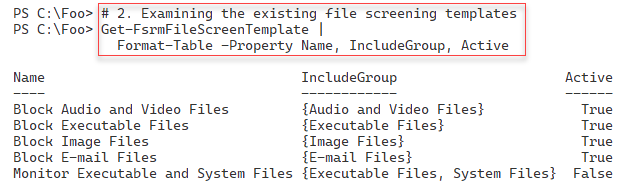 PS C:\Foo> # 2. Examining the existing file screening templates
PS C:\Foo> Get-FsrmFileScreenTemplate |
Format-Table -Property Name, IncludeGroup, Active
Name IncludeGroup Active
---- ------------ ------
Block Audio and Video Files {Audio and Video Files} True
Block Executable Files {Executable Files} True
Block Image Files {Image Files} True
Block E-mail Files {E-mail Files} True
Monitor Executable and System Files {Executable Files, System Files} False